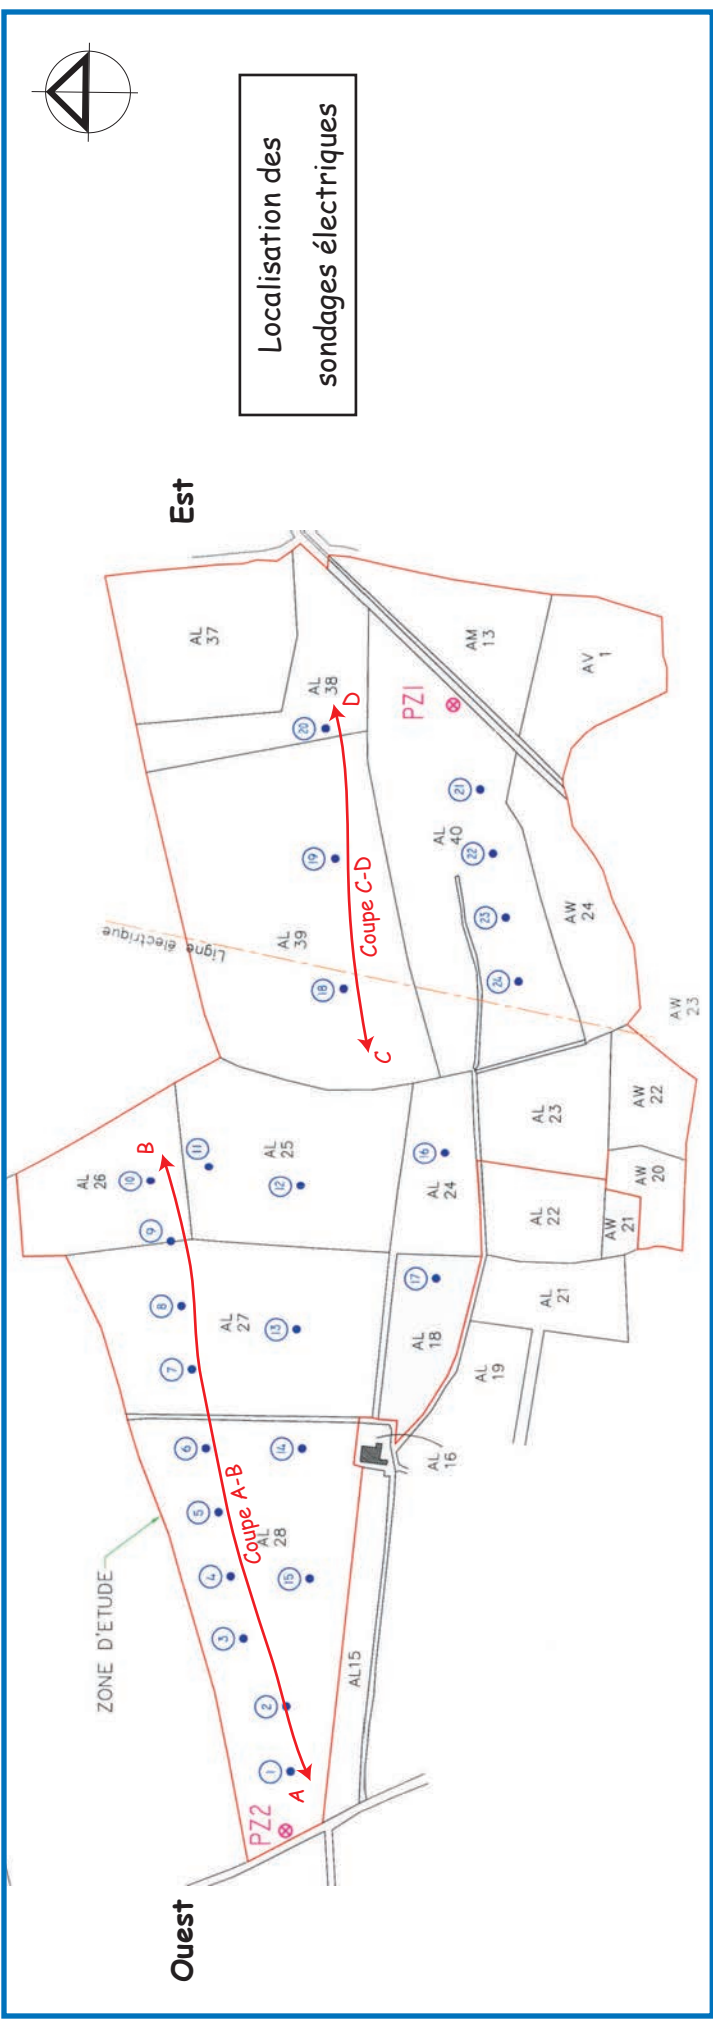 Localisation des
sondages électriques
Ouest
Est
ZONE D'ETUDE
Ligne électrique
PZ2
PZ1
A
Coupe A-B
B
C
Coupe C-D
D
1
2
3
4
5
6
7
8
9
10
11
12
13
14
15
16
17
18
19
20
21
22
23
24
AL
26
AL
25
AL
27
AL
28
AL15
AL
16
AL
18
AL
19
AL
21
AL
22
AL
23
AL
24
AW
20
AW
21
AW
22
AW
23
AW
24
AL
37
AL
38
AL
39
AL
40
AM
13
AV
1